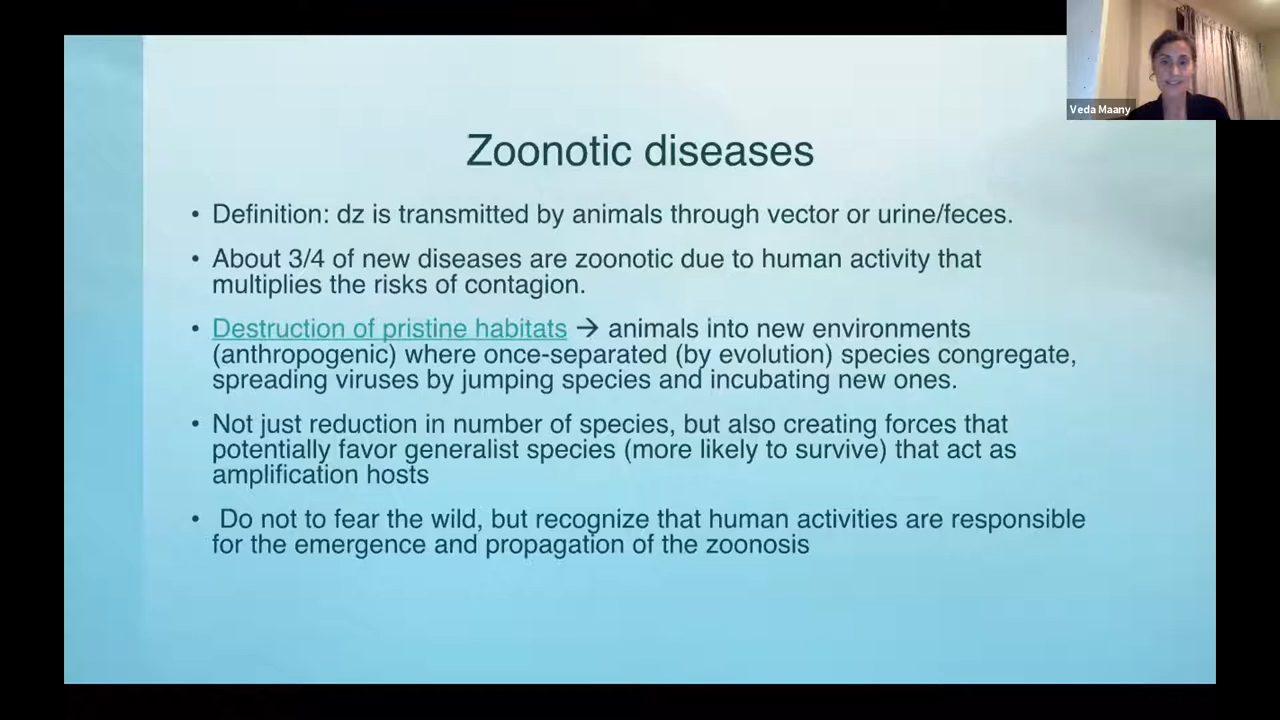 Veda Maany
Zoonotic diseases
• Definition: dz is transmitted by animals through vector or urine/feces.
• About 3/4 of new diseases are zoonotic due to human activity that
multiplies the risks of contagion.
• Destruction of pristine habitats → animals into new environments
(anthropogenic) where once-separated (by evolution) species congregate,
spreading viruses by jumping species and incubating new ones.
• Not just reduction in number of species, but also creating forces that
potentially favor generalist species (more likely to survive) that act as
amplification hosts
• Do not to fear the wild, but recognize that human activities are responsible
for the emergence and propagation of the zoonosis